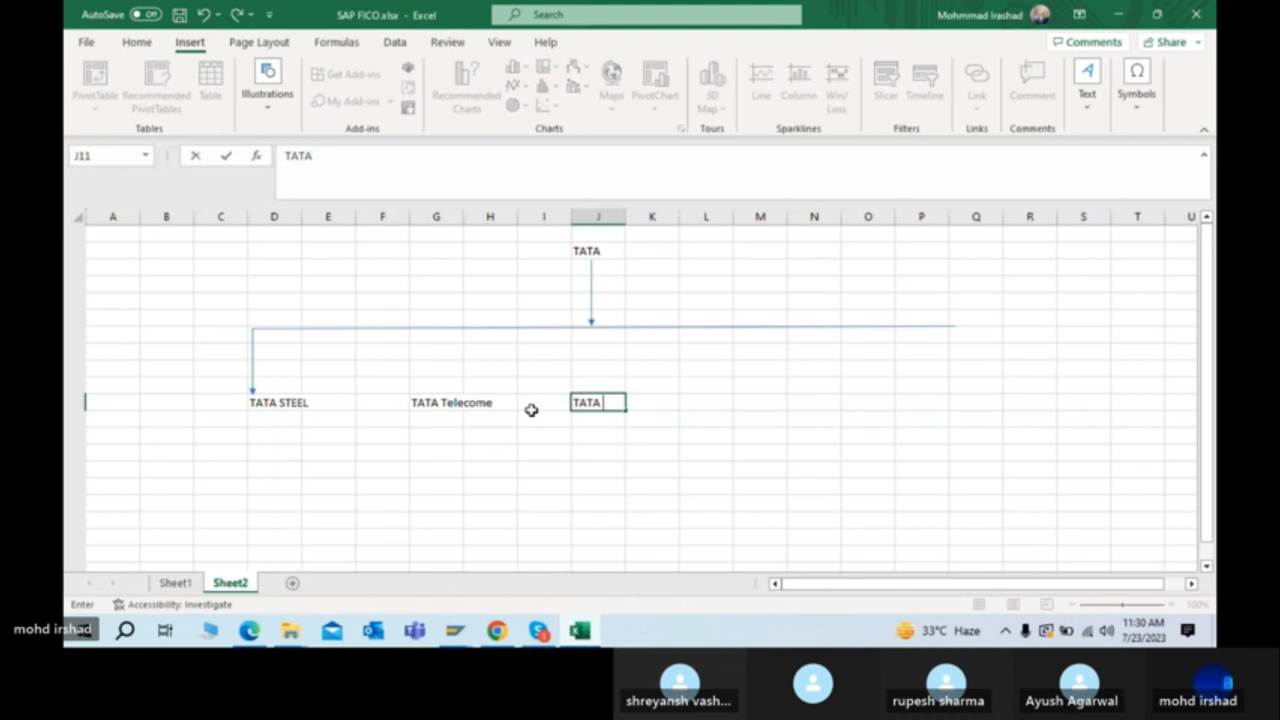 AutoSave Off SAP FICO.xlsx - Excel Search Mohmmad Irashad
File Home Insert Page Layout Formulas Data Review View Help Comments Share
PivotTable Recommended PivotTables Table Illustrations Get Add-ins My Add-ins Recommended Charts Maps PivotChart 3D Map Line Column Win/Loss Slicer Timeline Link Comment Text Symbols
Tables Add-ins Charts Tours Sparklines Filters Links Comments
J11 fx TATA
A B C D E F G H I J K L M N O P Q R S T U
TATA
TATA STEEL TATA Telecome TATA
Sheet1 Sheet2
Enter Accessibility: Investigate 100%
mohd irshad 33°C Haze 11:30 AM
7/23/2023
shreyansh vash... rupesh sharma Ayush Agarwal mohd irshad